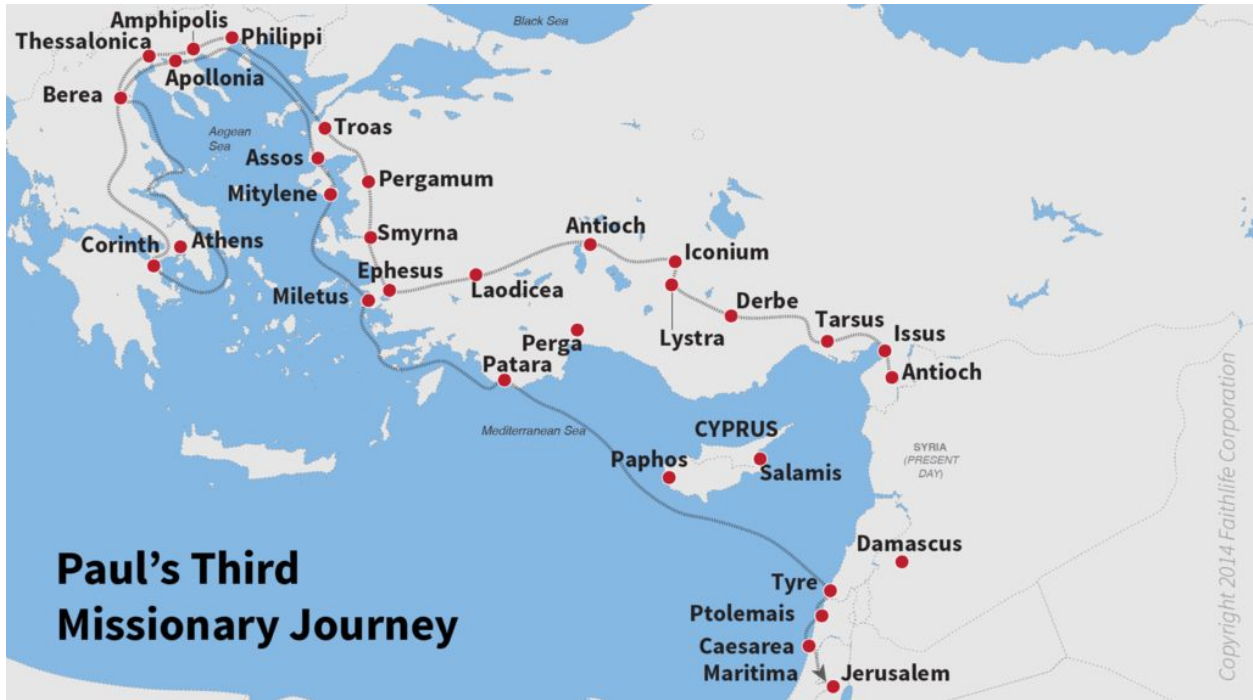 Black Sea
Amphipolis
Thessalonica
Philippi
Apollonia
Berea
Aegean
Sea
Troas
Assos
Mitylene
Pergamum
Smyrna
Corinth
Athens
Ephesus
Miletus
Laodicea
Antioch
Iconium
Lystra
Derbe
Tarsus
Issus
Antioch
Perga
Patara
Mediterranean Sea
CYPRUS
Paphos
Salamis
SYRIA
(PRESENT
DAY)
Damascus
Tyre
Ptolemais
Caesarea
Maritima
Jerusalem
Paul’s Third
Missionary Journey
Copyright 2014 Faithlife Corporation